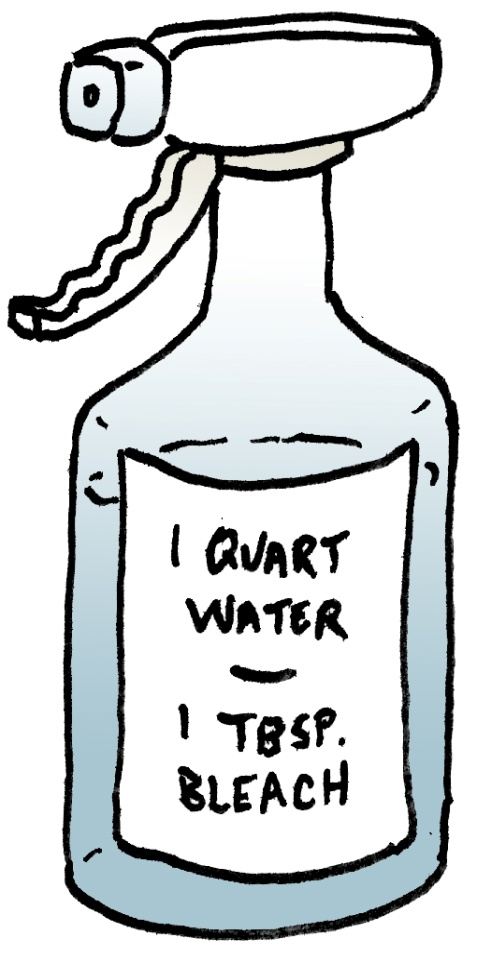 1 QUART
WATER
—
1 TBSP.
BLEACH